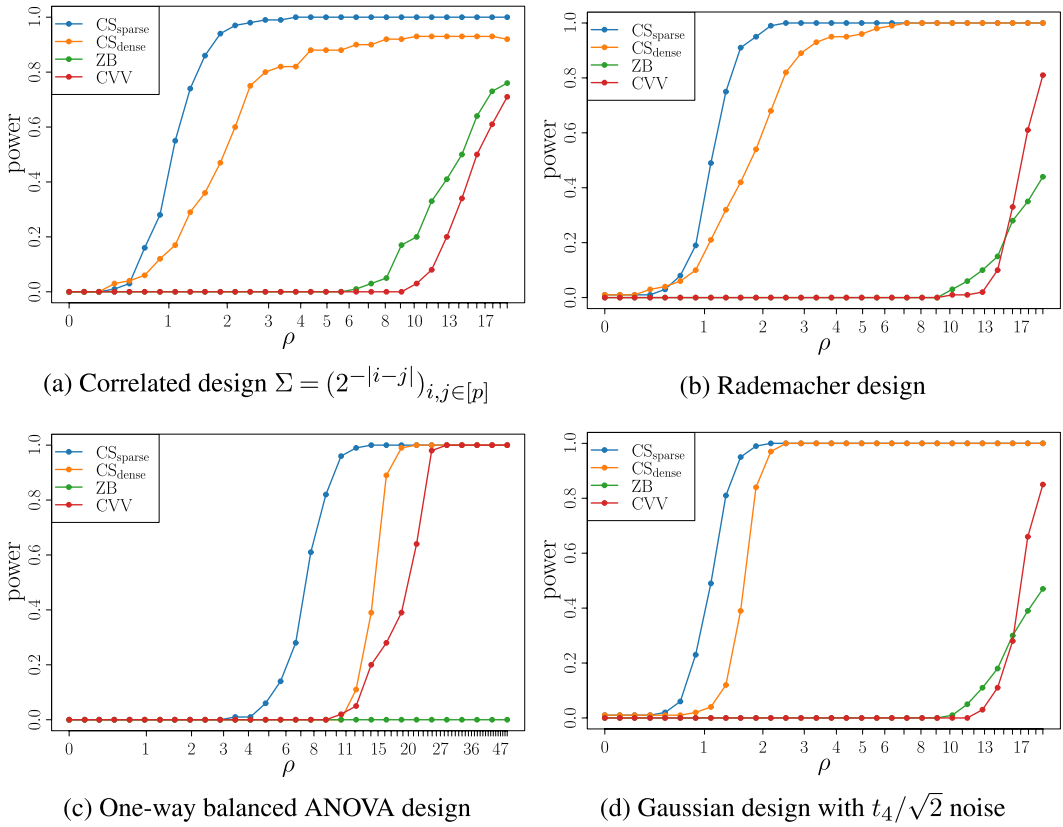 CS_sparse
CS_dense
ZB
CVV
power
0.0 0.2 0.4 0.6 0.8 1.0
0 1 2 3 4 5 6 8 10 13 17
ρ
(a) Correlated design Σ = (2^{-|i-j|})_{i,j∈[p]}
CS_sparse
CS_dense
ZB
CVV
power
0.0 0.2 0.4 0.6 0.8 1.0
0 1 2 3 4 5 6 8 10 13 17
ρ
(b) Rademacher design
CS_sparse
CS_dense
ZB
CVV
power
0.0 0.2 0.4 0.6 0.8 1.0
0 1 2 3 4 6 8 11 15 20 27 36 47
ρ
(c) One-way balanced ANOVA design
CS_sparse
CS_dense
ZB
CVV
power
0.0 0.2 0.4 0.6 0.8 1.0
0 1 2 3 4 5 6 8 10 13 17
ρ
(d) Gaussian design with t_4/√2 noise